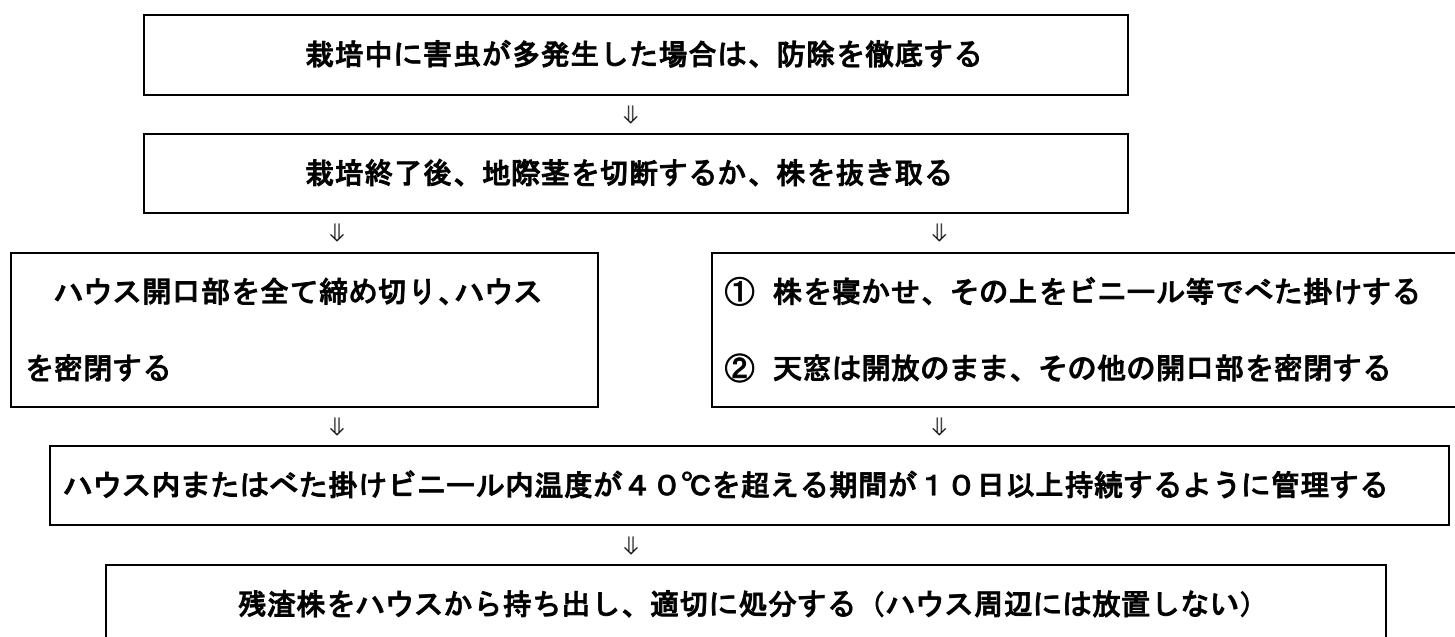 栽培中に害虫が多発生した場合は、防除を徹底する
⇓
栽培終了後、地際茎を切断するか、株を抜き取る
⇓ ⇓
ハウス開口部を全て締め切り、ハウス
を密閉する
① 株を寝かせ、その上をビニール等でべた掛けする
② 天窓は開放のまま、その他の開口部を密閉する
⇓ ⇓
ハウス内またはべた掛けビニール内温度が４０℃を超える期間が１０日以上持続するように管理する
⇓
残渣株をハウスから持ち出し、適切に処分する（ハウス周辺には放置しない）